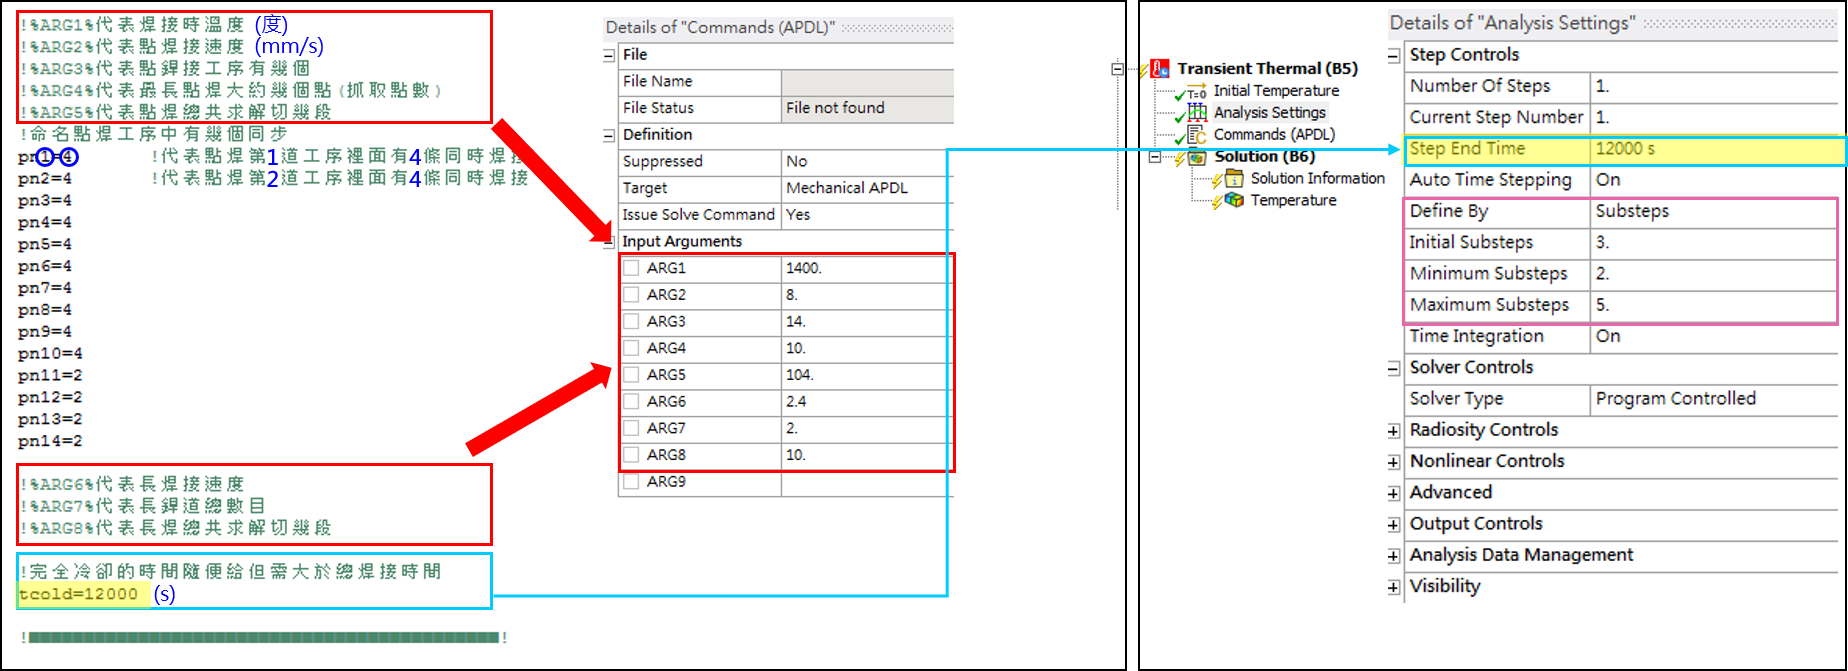 !%ARG1%代表焊接時溫度 (度)
!%ARG2%代表點焊接速度 (mm/s)
!%ARG3%代表點銲接工序有幾個
!%ARG4%代表最長點焊大約幾個點(抓取點數)
!%ARG5%代表點焊總共求解切幾段
!命名點焊工序中有幾個同步
pn1=4 !代表點焊第1道工序裡面有4條同時焊接
pn2=4 !代表點焊第2道工序裡面有4條同時焊接
pn3=4
pn4=4
pn5=4
pn6=4
pn7=4
pn8=4
pn9=4
pn10=4
pn11=2
pn12=2
pn13=2
pn14=2
!%ARG6%代表長焊接速度
!%ARG7%代表長銲道總數目
!%ARG8%代表長焊總共求解切幾段
!完全冷卻的時間隨便給但需大於總焊接時間
tcold=12000 (s)
Details of "Commands (APDL)"
File
File Name
File Status File not found
Definition
Suppressed No
Target Mechanical APDL
Issue Solve Command Yes
Input Arguments
ARG1 1400.
ARG2 8.
ARG3 14.
ARG4 10.
ARG5 104.
ARG6 2.4
ARG7 2.
ARG8 10.
ARG9
Transient Thermal (B5)
T=0 Initial Temperature
Analysis Settings
Commands (APDL)
Solution (B6)
Solution Information
Temperature
Details of "Analysis Settings"
Step Controls
Number Of Steps 1.
Current Step Number 1.
Step End Time 12000 s
Auto Time Stepping On
Define By Substeps
Initial Substeps 3.
Minimum Substeps 2.
Maximum Substeps 5.
Time Integration On
Solver Controls
Solver Type Program Controlled
Radiosity Controls
Nonlinear Controls
Advanced
Output Controls
Analysis Data Management
Visibility